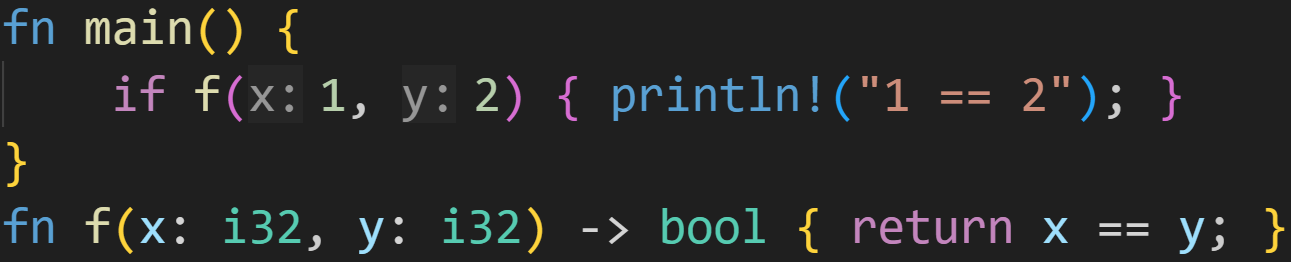 fn main() {
    if f(x: 1, y: 2) { println!("1 == 2"); }
}
fn f(x: i32, y: i32) -> bool { return x == y; }